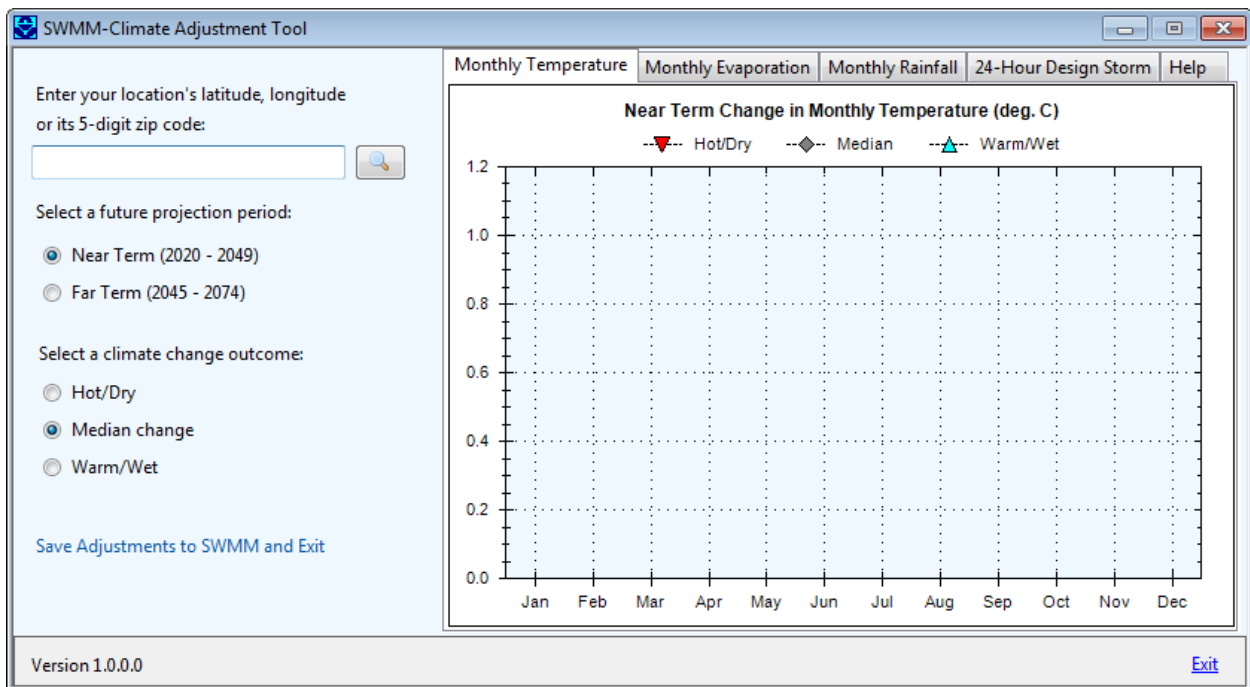 SWMM-Climate Adjustment Tool
Enter your location's latitude, longitude
or its 5-digit zip code:
Select a future projection period:
Near Term (2020 - 2049)
Far Term (2045 - 2074)
Select a climate change outcome:
Hot/Dry
Median change
Warm/Wet
Save Adjustments to SWMM and Exit
Monthly Temperature Monthly Evaporation Monthly Rainfall 24-Hour Design Storm Help
Near Term Change in Monthly Temperature (deg. C)
Hot/Dry Median Warm/Wet
1.2
1.0
0.8
0.6
0.4
0.2
0.0
Jan Feb Mar Apr May Jun Jul Aug Sep Oct Nov Dec
Version 1.0.0.0
Exit